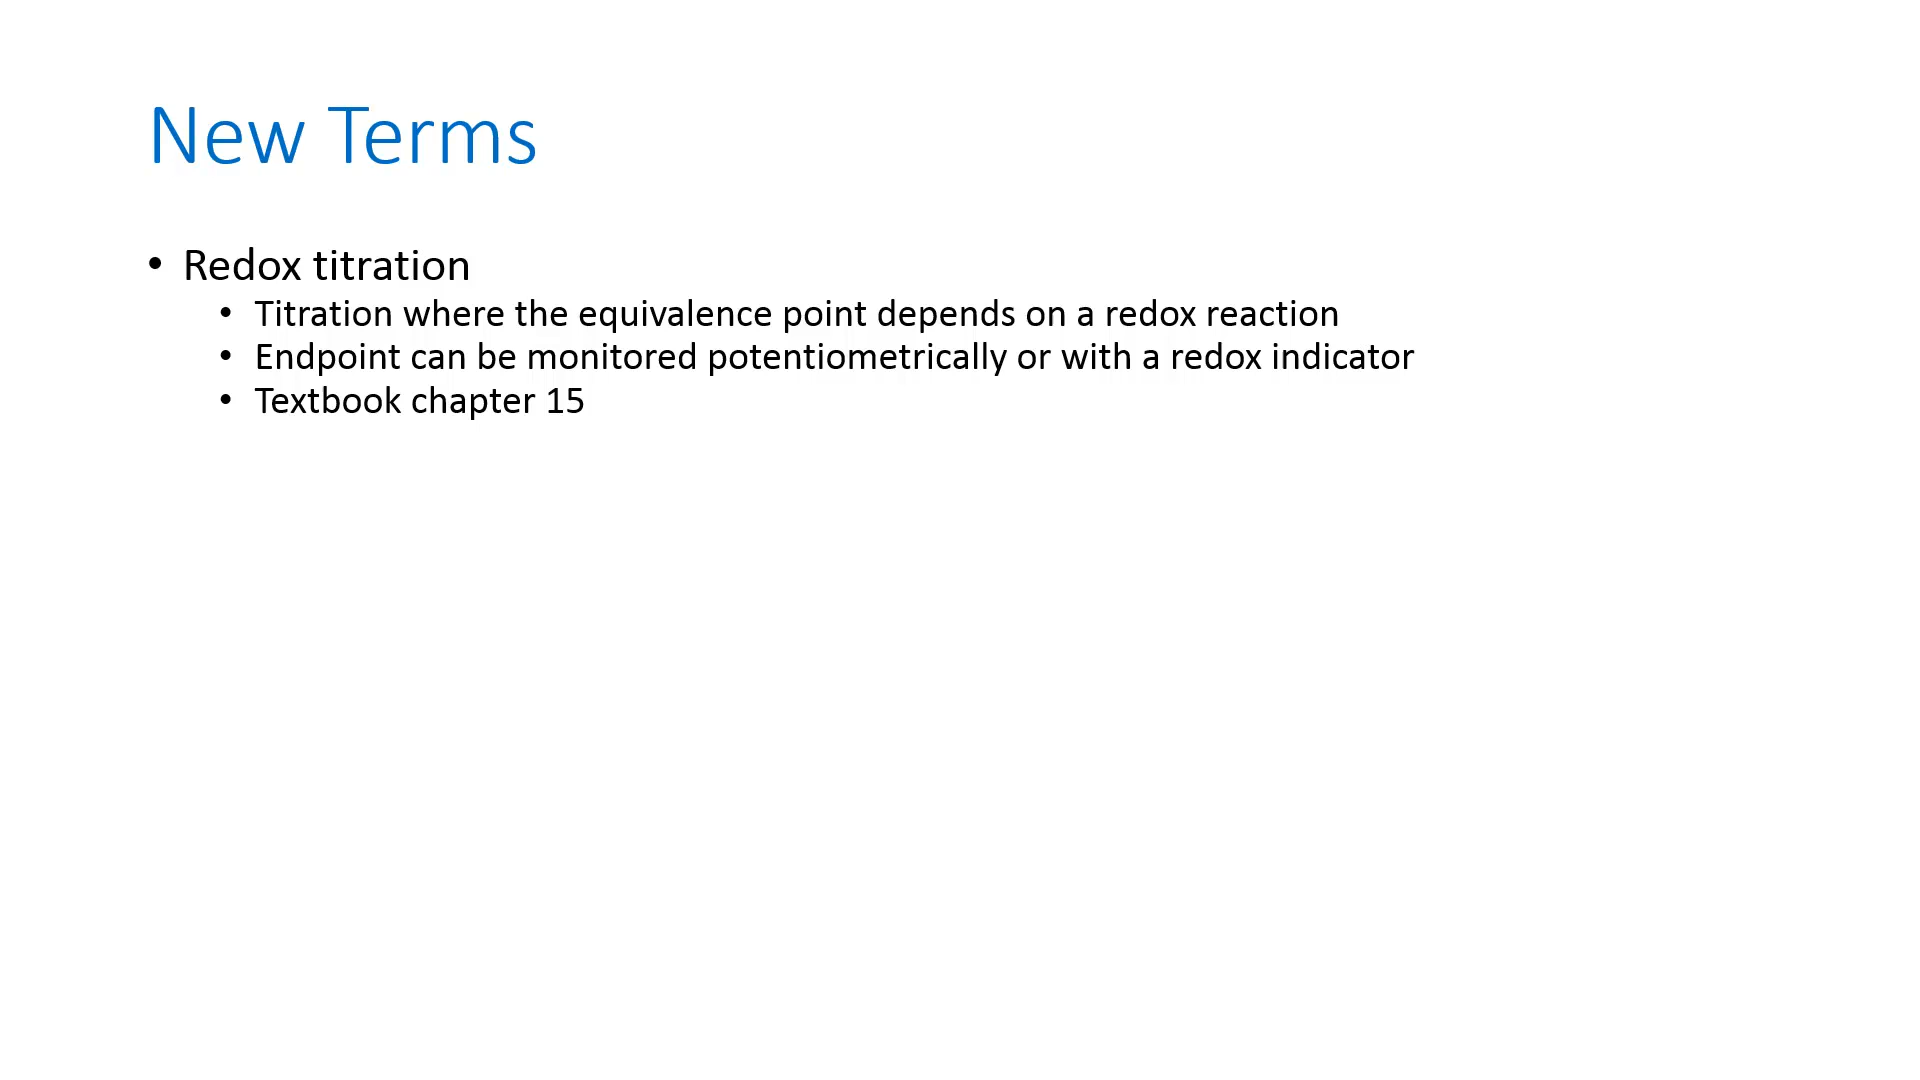 New Terms
• Redox titration
• Titration where the equivalence point depends on a redox reaction
• Endpoint can be monitored potentiometrically or with a redox indicator
• Textbook chapter 15